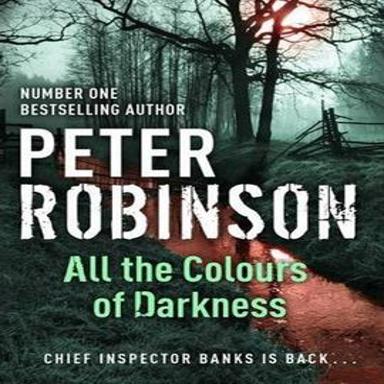 NUMBER ONE
BESTSELLING AUTHOR
PETER
ROBINSON
All the Colours
of Darkness
CHIEF INSPECTOR BANKS IS BACK...